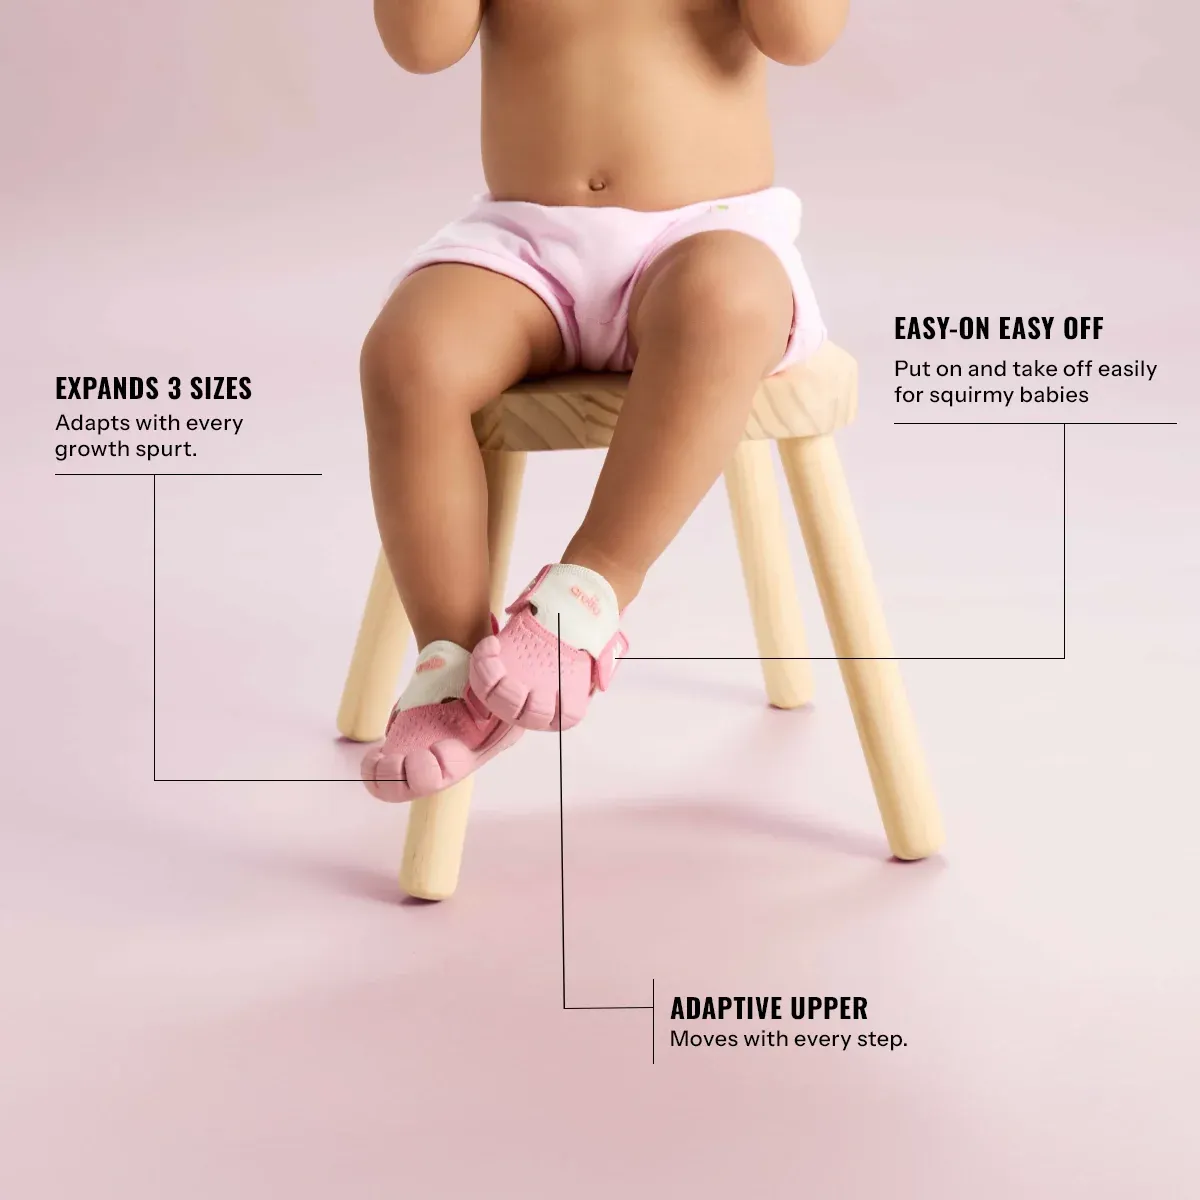 EASY-ON EASY OFF
Put on and take off easily
for squirmy babies
EXPANDS 3 SIZES
Adapts with every
growth spurt.
ADAPTIVE UPPER
Moves with every step.